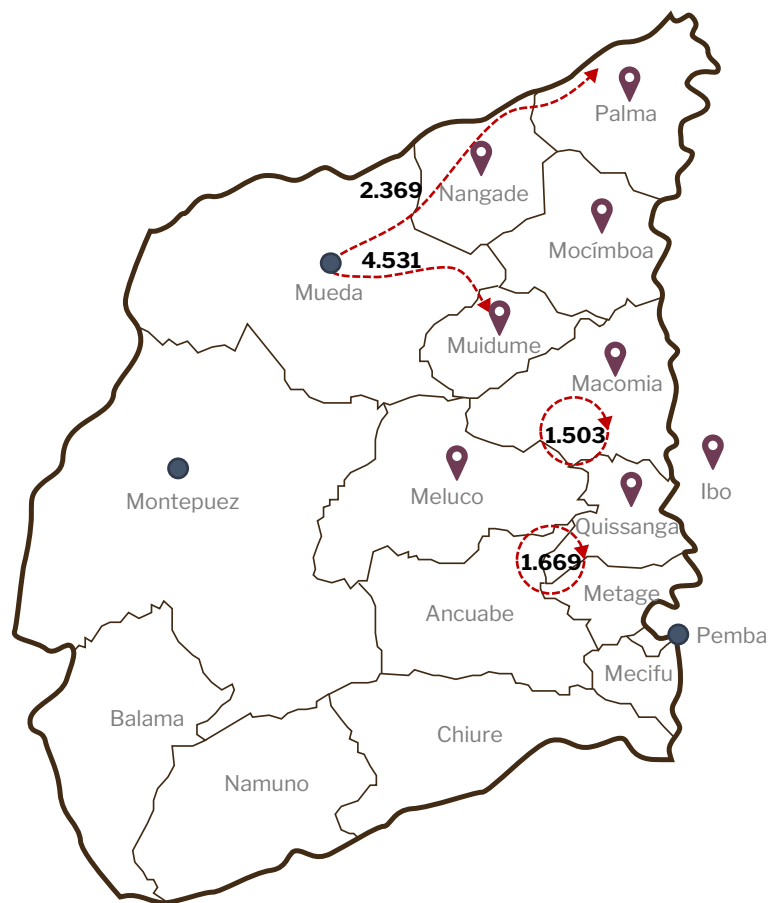 Palma
2.369
Nangade
Mocímboa
4.531
Mueda
Muidume
Macomia
1.503
Montepuez
Meluco
Ibo
Quissanga
1.669
Metage
Ancuabe
Pemba
Mecifu
Balama
Chiure
Namuno